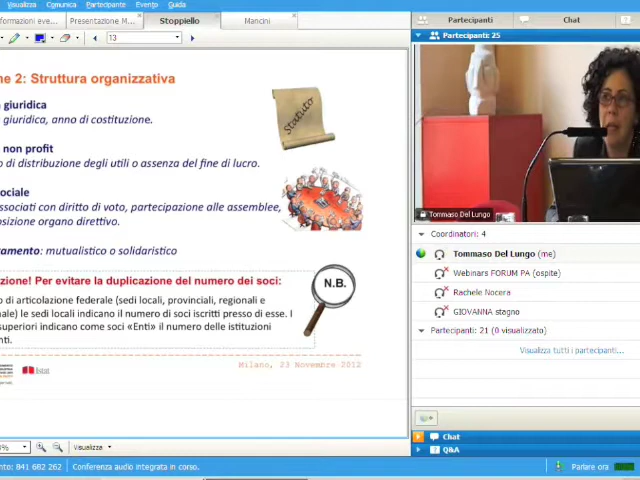 Visualizza Comunica Partecipante Evento Guida
formazioni eve... Presentazione M... Stoppiello Mancini
Partecipanti Chat
13
Partecipanti: 25
ne 2: Struttura organizzativa
giuridica
giuridica, anno di costituzione.
Statuto
non profit
o di distribuzione degli utili o assenza del fine di lucro.
ociale
ssociati con diritto di voto, partecipazione alle assemblee,
osizione organo direttivo.
tamento: mutualistico o solidaristico
zione! Per evitare la duplicazione del numero dei soci:
o di articolazione federale (sedi locali, provinciali, regionali e
nale) le sedi locali indicano il numero di soci iscritti presso di esse. I
superiori indicano come soci «Enti» il numero delle istituzioni
nti.
N.B.
Istat
Milano, 23 Novembre 2012
Tommaso Del Lungo
Coordinatori: 4
Tommaso Del Lungo (me)
Webinars FORUM PA (ospite)
Rachele Nocera
GIOVANNA stagno
Partecipanti: 21 (0 visualizzato)
Visualizza tutti i partecipanti...
Chat
Q&A
% Visualizza
nto: 841 682 262 Conferenza audio integrata in corso.
Parlare ora